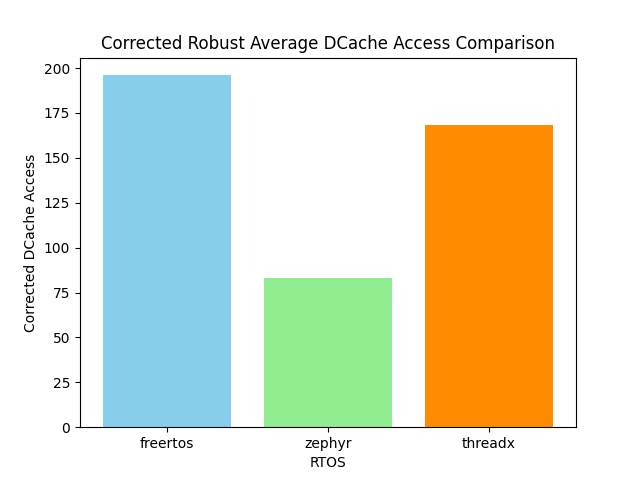 Corrected Robust Average DCache Access Comparison
Corrected DCache Access
200
175
150
125
100
75
50
25
0
freertos zephyr threadx
RTOS